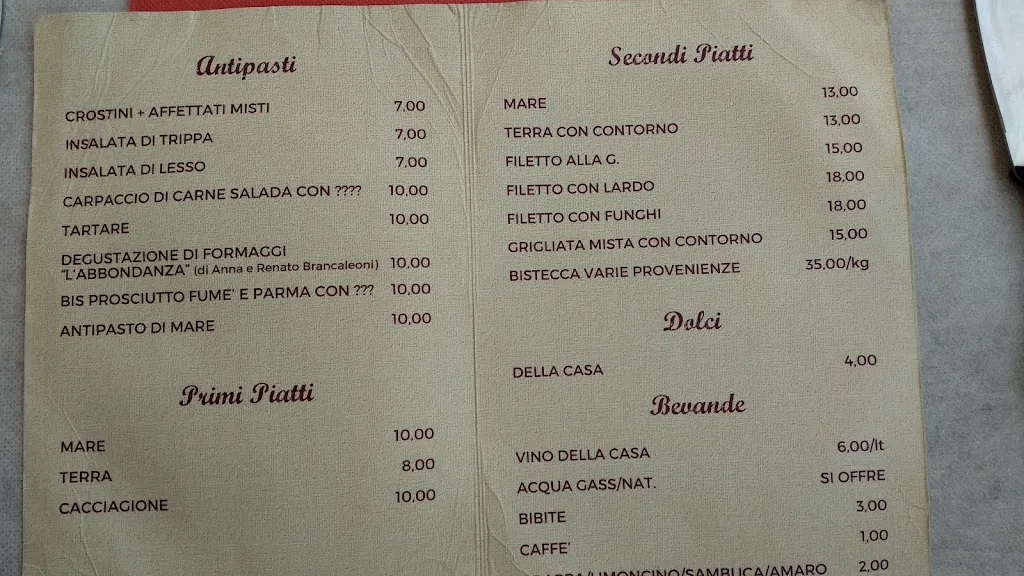 Antipasti
CROSTINI + AFFETTATI MISTI 7,00
INSALATA DI TRIPPA 7,00
INSALATA DI LESSO 7,00
CARPACCIO DI CARNE SALADA CON ???? 10,00
TARTARE 10,00
DEGUSTAZIONE DI FORMAGGI
"L'ABBONDANZA" (di Anna e Renato Brancaleoni) 10,00
BIS PROSCIUTTO FUME' E PARMA CON ??? 10,00
ANTIPASTO DI MARE 10,00
Primi Piatti
MARE 10,00
TERRA 8,00
CACCIAGIONE 10,00
Secondi Piatti
MARE 13,00
TERRA CON CONTORNO 13,00
FILETTO ALLA G. 15,00
FILETTO CON LARDO 18,00
FILETTO CON FUNGHI 18,00
GRIGLIATA MISTA CON CONTORNO 15,00
BISTECCA VARIE PROVENIENZE 35,00/kg
Dolci
DELLA CASA 4,00
Bevande
VINO DELLA CASA 6,00/lt
ACQUA GASS/NAT. SI OFFRE
BIBITE 3,00
CAFFE' 1,00
/LIMONCINO/SAMBUCA/AMARO 2,00